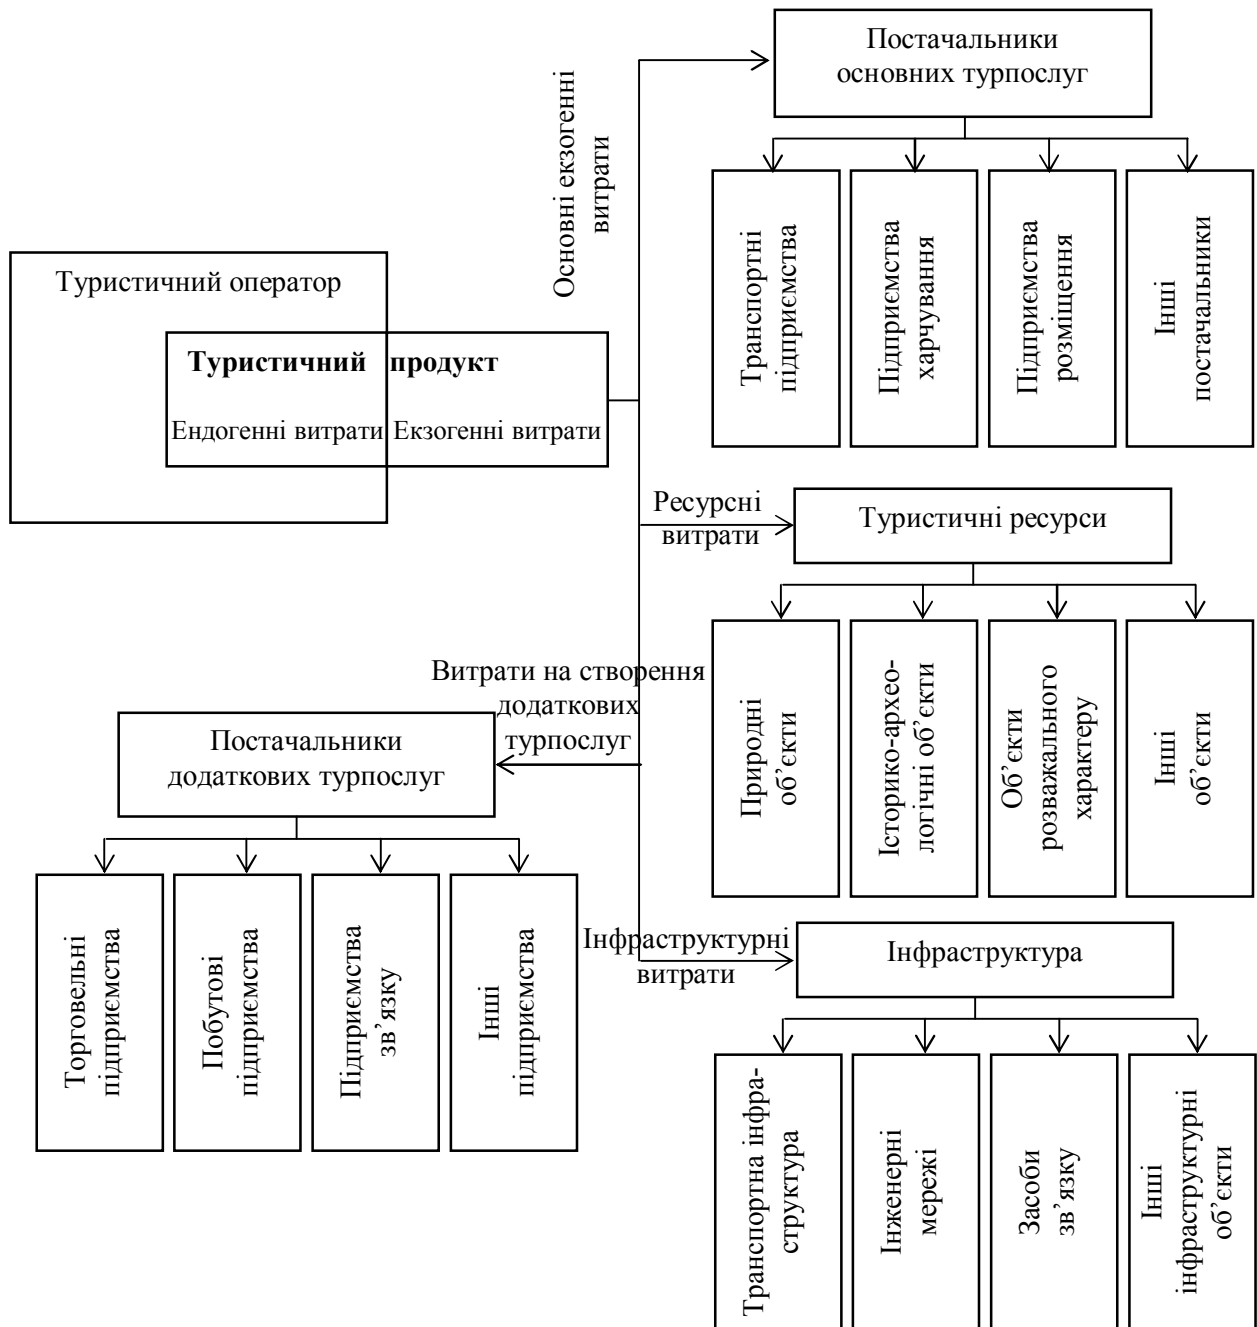 Постачальники
основних турпослуг
Основні екзогенні
витрати
Транспортні
підприємства
Підприємства
харчування
Підприємства
розміщення
Інші
постачальники
Туристичний оператор
Туристичний продукт
Ендогенні витрати Екзогенні витрати
Ресурсні
витрати
Туристичні ресурси
Природні
об’єкти
Історико-архео-
логічні об’єкти
Об’єкти
розважального
характеру
Інші
об’єкти
Витрати на створення
додаткових
турпослуг
Постачальники
додаткових турпослуг
Торговельні
підприємства
Побутові
підприємства
Підприємства
зв’язку
Інші
підприємства
Інфраструктурні
витрати
Інфраструктура
Транспортна інфра-
структура
Інженерні
мережі
Засоби
зв’язку
Інші
інфраструктурні
об’єкти